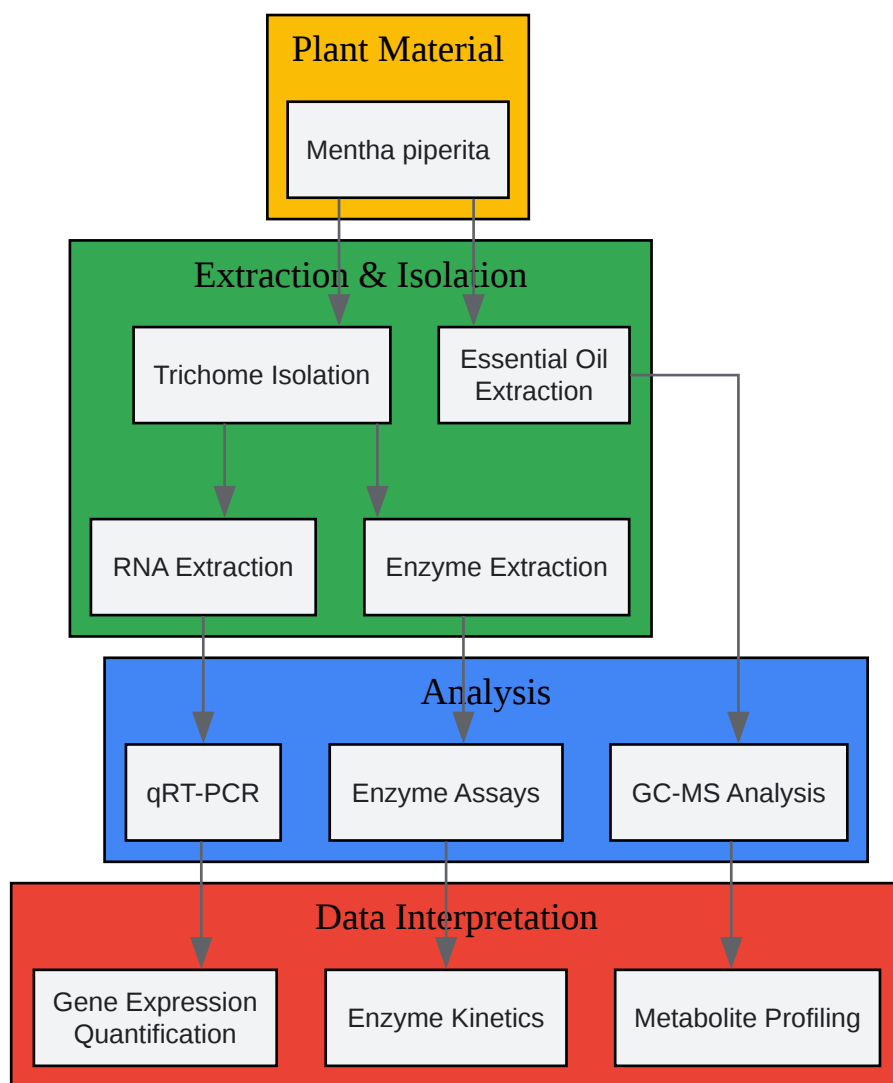 Plant Material
Mentha piperita
Extraction & Isolation
Trichome Isolation
Essential Oil
Extraction
RNA Extraction
Enzyme Extraction
Analysis
qRT-PCR
Enzyme Assays
GC-MS Analysis
Data Interpretation
Gene Expression
Quantification
Enzyme Kinetics
Metabolite Profiling